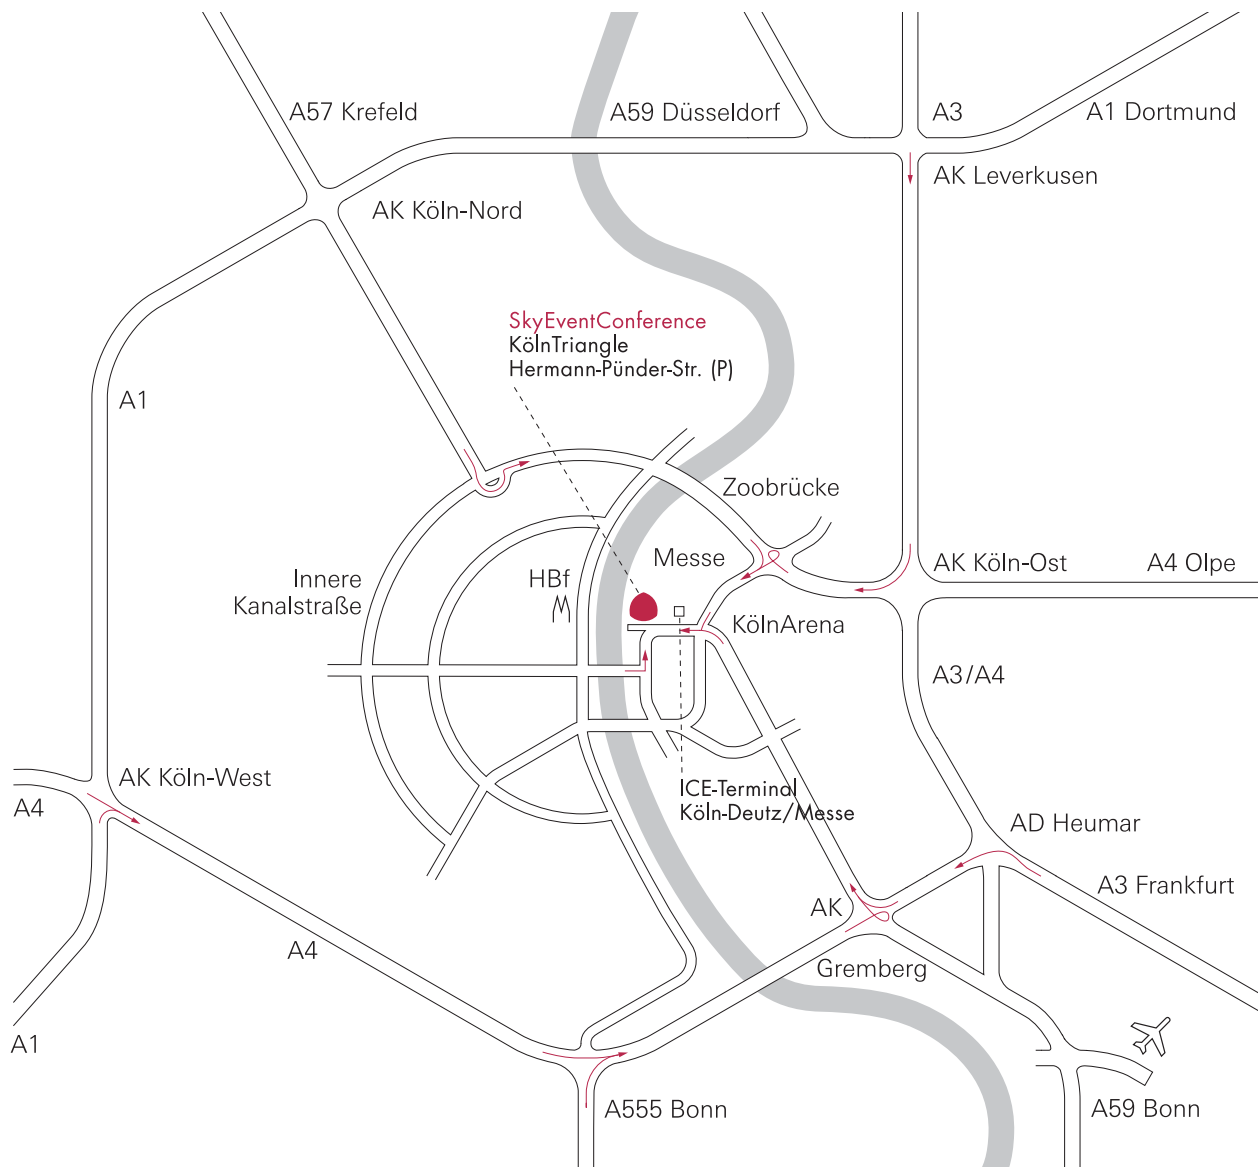 A57 Krefeld
A59 Düsseldorf
A3
A1 Dortmund
AK Leverkusen
AK Köln-Nord
SkyEventConference
KölnTriangle
Hermann-Pünder-Str. (P)
A1
Zoobrücke
Messe
AK Köln-Ost
A4 Olpe
Innere
Kanalstraße
HBf
KölnArena
A3/A4
AK Köln-West
A4
ICE-Terminal
Köln-Deutz/Messe
AD Heumar
A3 Frankfurt
AK
Gremberg
A4
A1
A555 Bonn
A59 Bonn